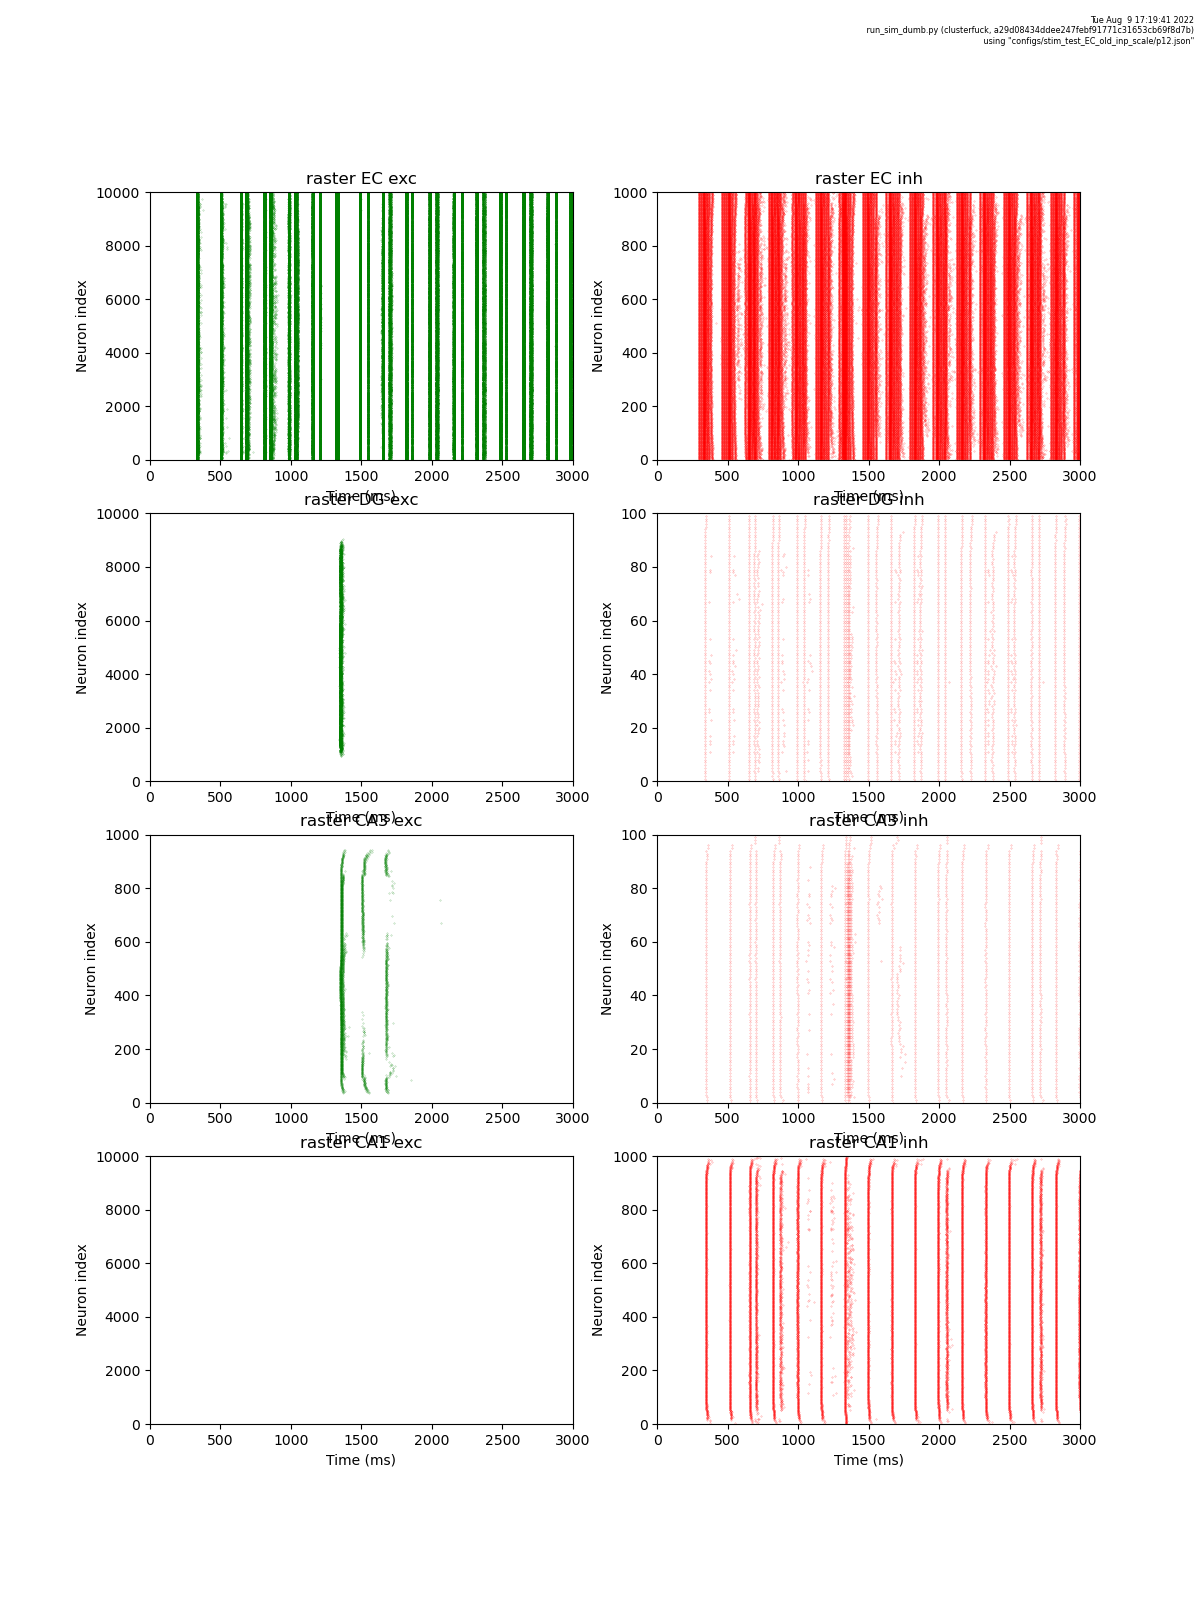 Tue Aug  9 17:19:41 2022
run_sim_dumb.py (clusterfuck, a29d08434ddee247febf91771c31653cb69f8d7b)
using "configs/stim_test_EC_old_inp_scale/p12.json"
raster EC exc
raster EC inh
10000
8000
6000
4000
2000
0
Neuron index
0 500 1000 1500 2000 2500 3000
Time (ms)
1000
800
600
400
200
0
Neuron index
0 500 1000 1500 2000 2500 3000
Time (ms)
raster DG exc
raster DG inh
10000
8000
6000
4000
2000
0
Neuron index
0 500 1000 1500 2000 2500 3000
Time (ms)
100
80
60
40
20
0
Neuron index
0 500 1000 1500 2000 2500 3000
Time (ms)
raster CA3 exc
raster CA3 inh
1000
800
600
400
200
0
Neuron index
0 500 1000 1500 2000 2500 3000
Time (ms)
100
80
60
40
20
0
Neuron index
0 500 1000 1500 2000 2500 3000
Time (ms)
raster CA1 exc
raster CA1 inh
10000
8000
6000
4000
2000
0
Neuron index
0 500 1000 1500 2000 2500 3000
Time (ms)
1000
800
600
400
200
0
Neuron index
0 500 1000 1500 2000 2500 3000
Time (ms)